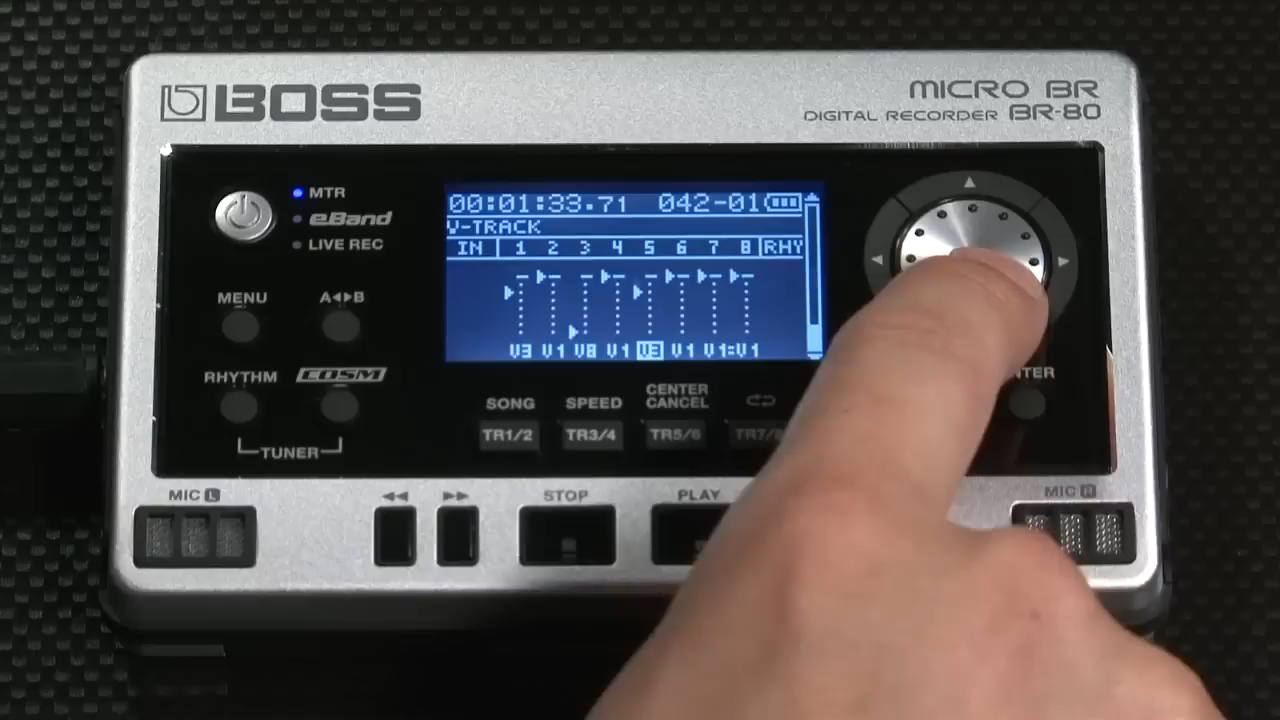 BOSS
MICRO BR
DIGITAL RECORDER BR-80
MTR
eBand
LIVE REC
MENU
A◄►B
RHYTHM
COSM
TUNER
00:01:33.71 042-01
V-TRACK
IN 1 2 3 4 5 6 7 8 RHY
V3 V1 V8 V1 V3 V1 V1:V1
SONG
SPEED
CENTER
CANCEL
TR1/2
TR3/4
TR5/6
NTER
MIC L
STOP
PLAY
MIC R